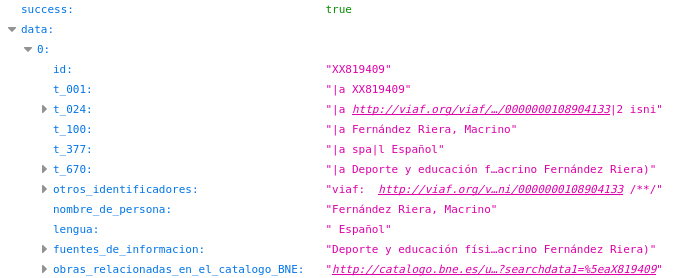 success: true
data:
0:
id: "XX819409"
t_001: "|a XX819409"
t_024: "|a http://viaf.org/viaf/…/0000000108904133|2 isni"
t_100: "|a Fernández Riera, Macrino"
t_377: "|a spa|l Español"
t_670: "|a Deporte y educación f…acrino Fernández Riera)"
otros_identificadores: "viaf: http://viaf.org/v…ni/0000000108904133 /**/"
nombre_de_persona: "Fernández Riera, Macrino"
lengua: " Español"
fuentes_de_informacion: "Deporte y educación físi…acrino Fernández Riera)"
obras_relacionadas_en_el_catalogo_BNE: "http://catalogo.bne.es/u…?searchdata1=%5eaX819409"